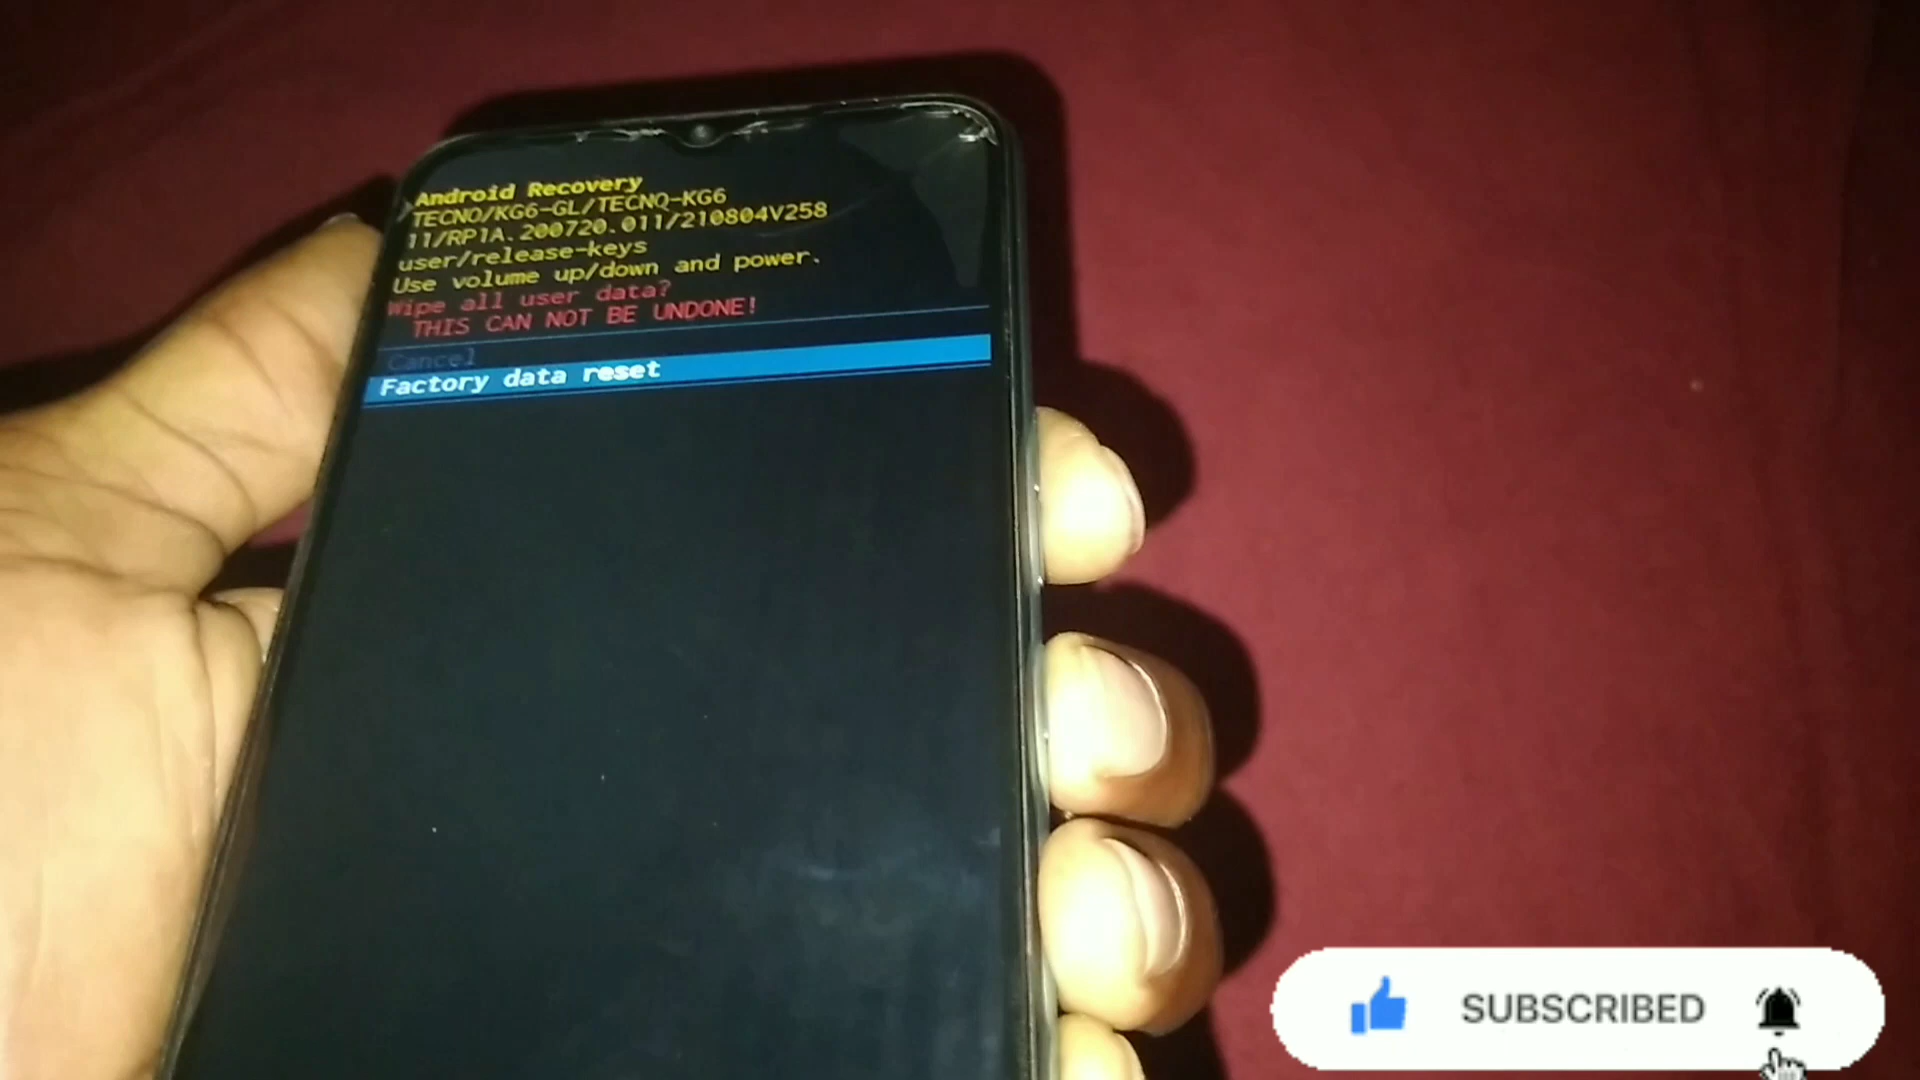 Android Recovery
TECNO/KG6-GL/TECNO-KG6
11/RP1A.200720.011/210804V258
user/release-keys
Use volume up/down and power.
Wipe all user data?
THIS CAN NOT BE UNDONE!
Cancel
Factory data reset
SUBSCRIBED